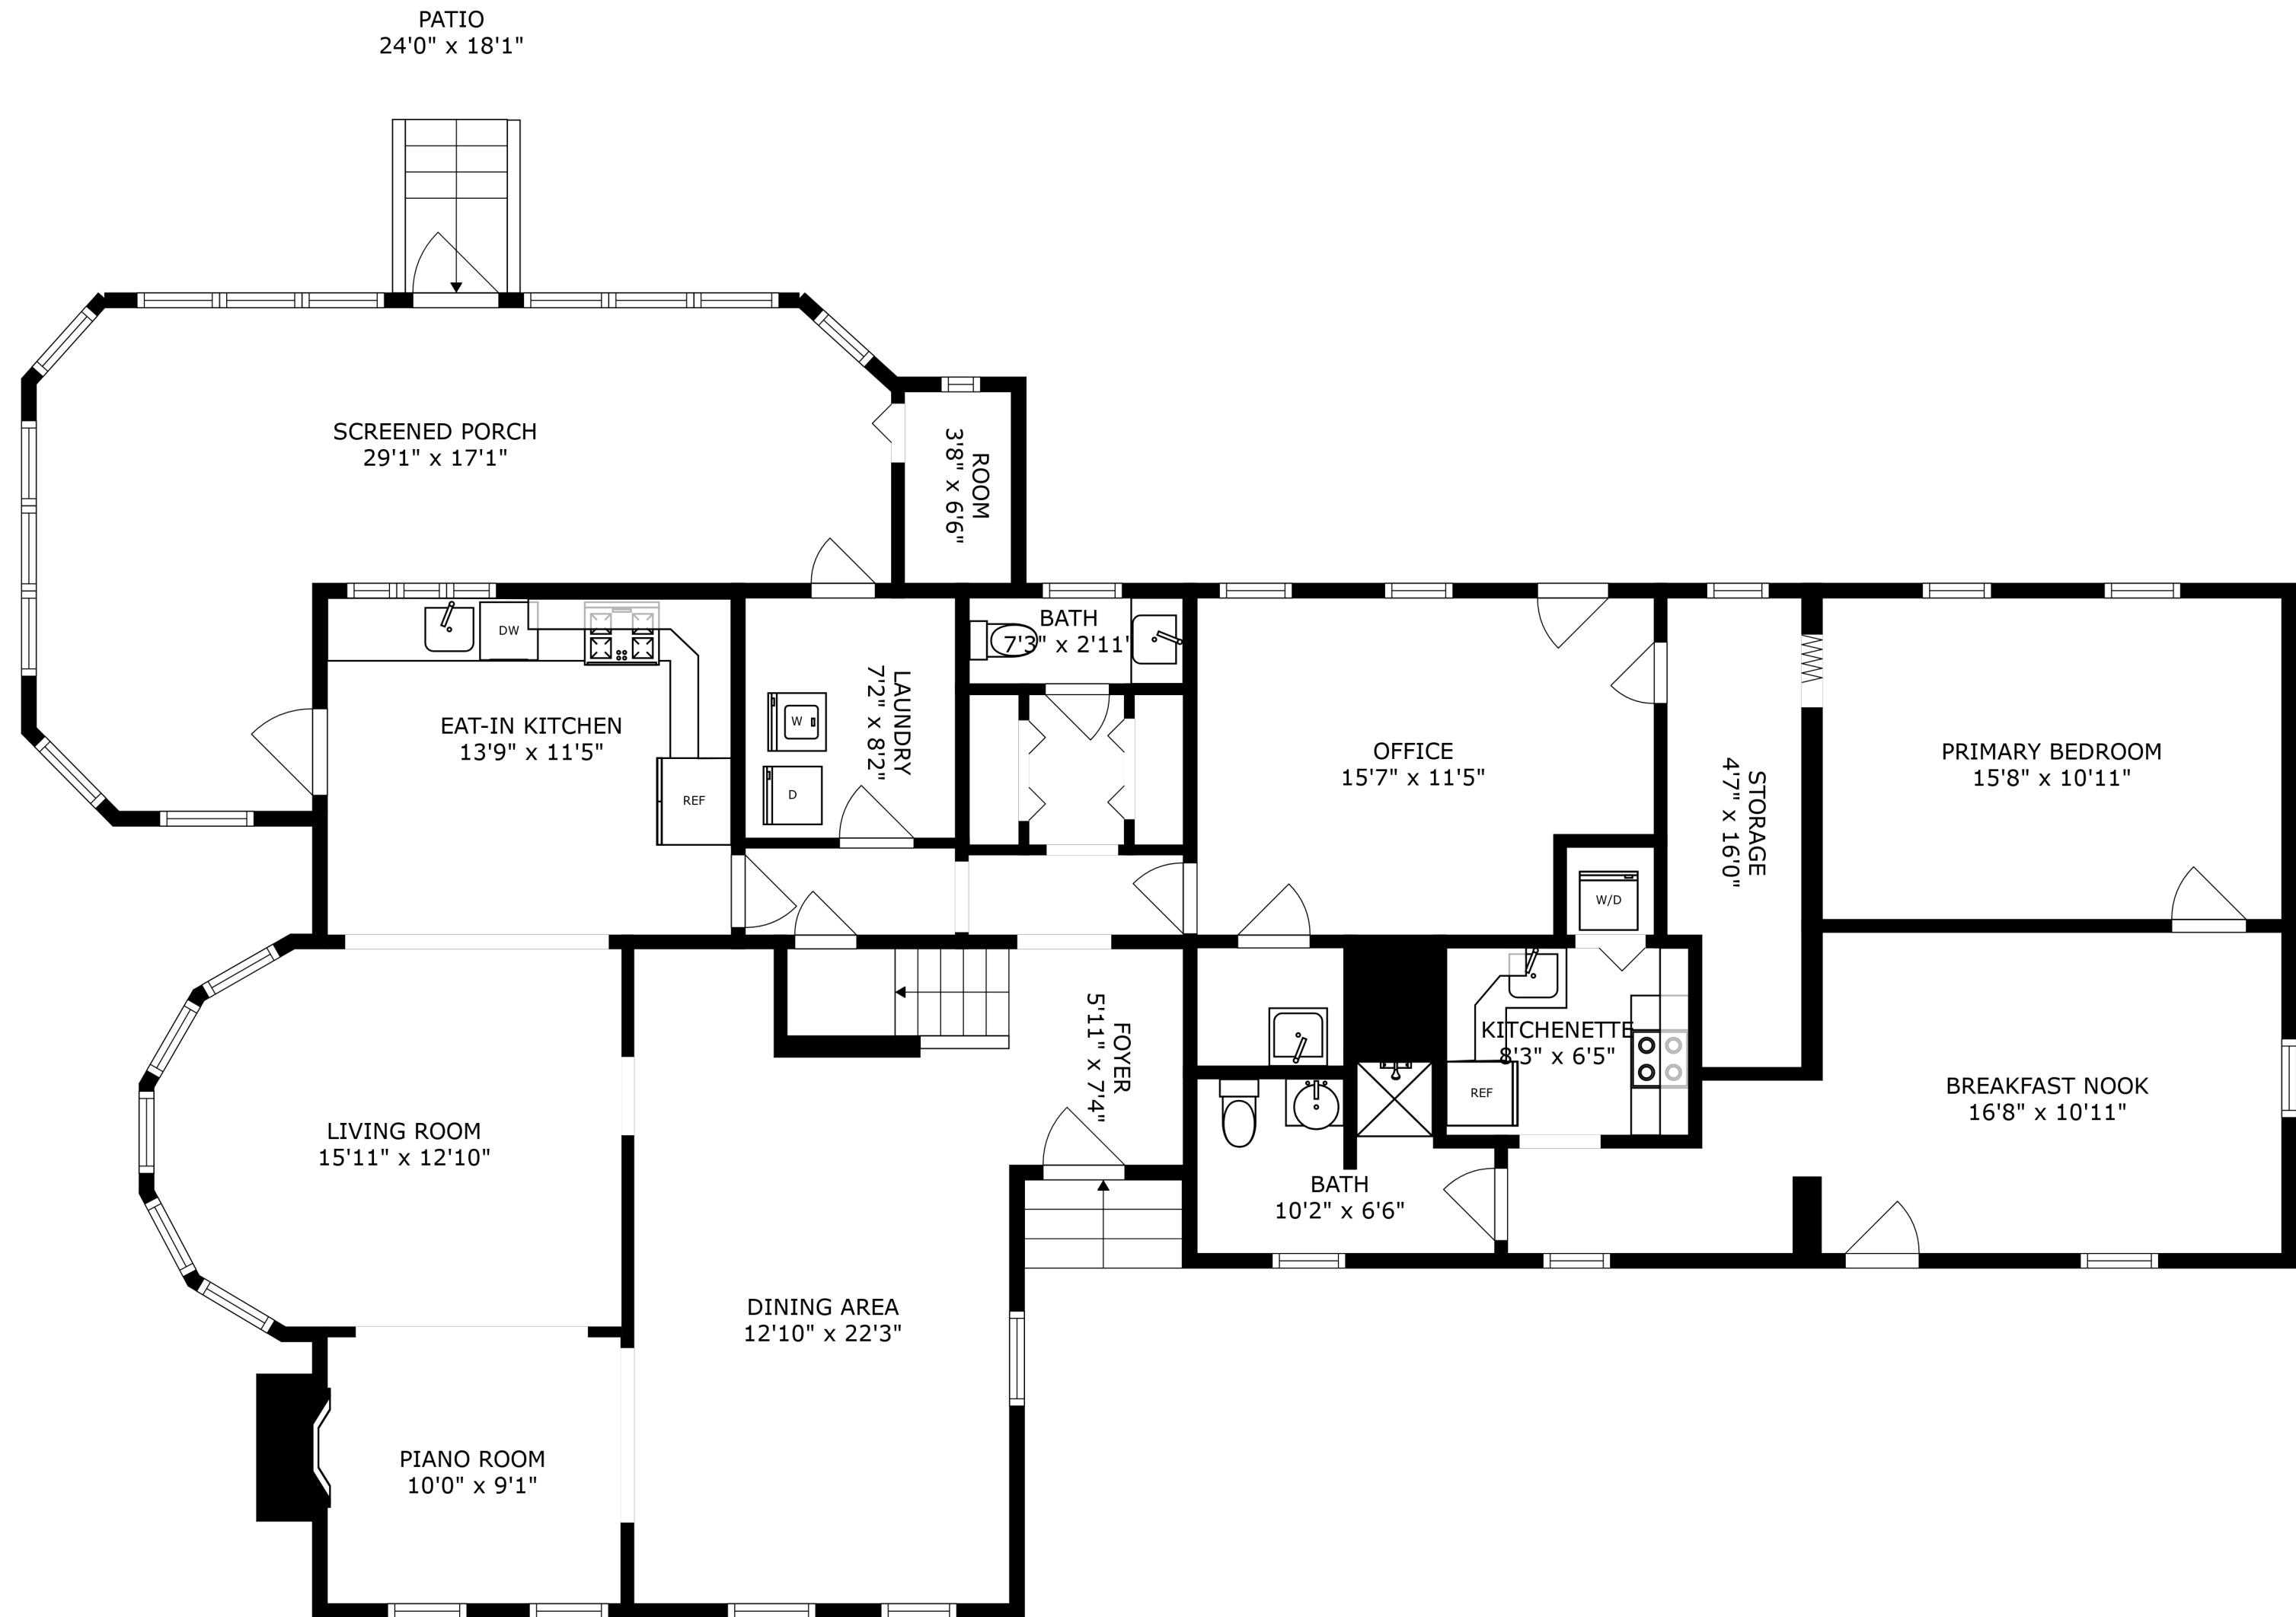 PATIO
24'0" x 18'1"
SCREENED PORCH
29'1" x 17'1"
ROOM
3'8" x 6'6"
BATH
7'3" x 2'11'
DW
EAT-IN KITCHEN
13'9" x 11'5"
REF
LAUNDRY
7'2" x 8'2"
W
D
OFFICE
15'7" x 11'5"
STORAGE
4'7" x 16'0"
PRIMARY BEDROOM
15'8" x 10'11"
W/D
FOYER
5'11" x 7'4"
KITCHENETTE
8'3" x 6'5"
REF
BREAKFAST NOOK
16'8" x 10'11"
LIVING ROOM
15'11" x 12'10"
BATH
10'2" x 6'6"
DINING AREA
12'10" x 22'3"
PIANO ROOM
10'0" x 9'1"